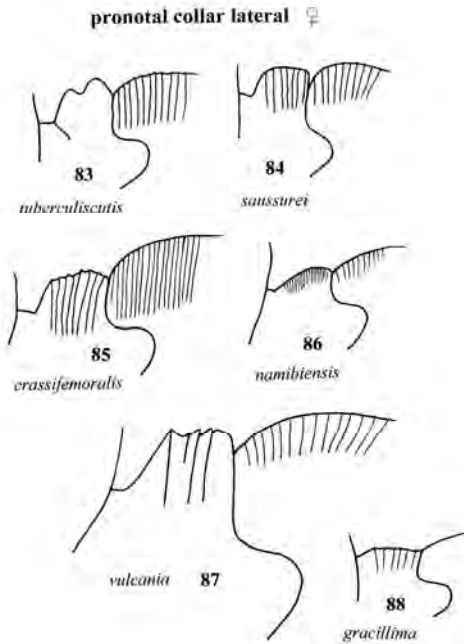 pronotal collar lateral ♀
83
tuberculiscutis
84
saussurei
85
crassifemoralis
86
namibiensis
vulcania 87
88
gracillima